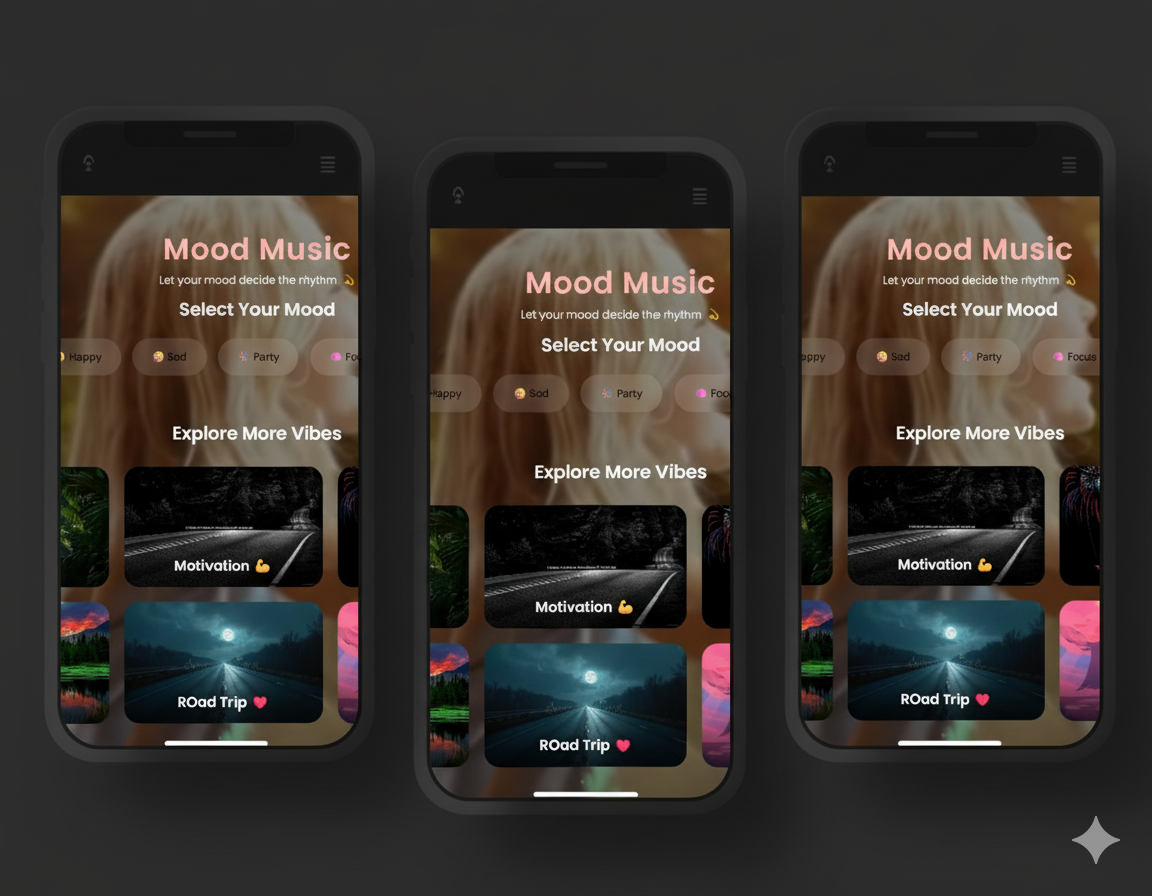 Mood Music
Let your mood decide the rhythm 💫
Select Your Mood
Happy
Sod
Party
Foc
Explore More Vibes
Motivation 💪
ROad Trip 💗
Mood Music
Let your mood decide the rhythm 💫
Select Your Mood
Happy
Sod
Party
Foo
Explore More Vibes
Motivation 💪
ROad Trip 💗
Mood Music
Let your mood decide the rhythm 💫
Select Your Mood
appy
Sad
Party
Focus
Explore More Vibes
Motivation 💪
ROad Trip 💗